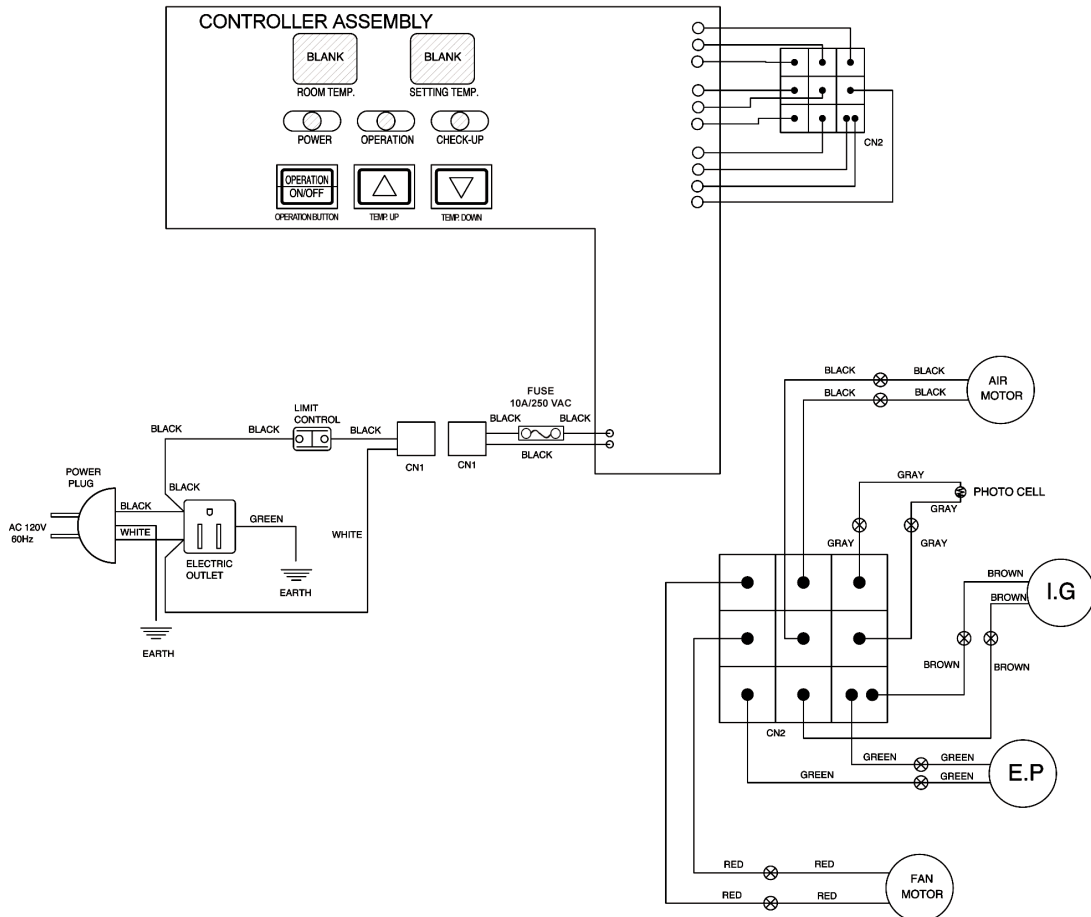 CONTROLLER ASSEMBLY
BLANK
BLANK
ROOM TEMP.
SETTING TEMP.
POWER
OPERATION
CHECK-UP
OPERATION
ON/OFF
OPERATION BUTTON
TEMP. UP
TEMP. DOWN
CN2
FUSE
10A/250 VAC
BLACK
BLACK
BLACK
LIMIT
CONTROL
BLACK
BLACK
BLACK
CN1
CN1
POWER
PLUG
BLACK
BLACK
WHITE
AC 120V
60Hz
GREEN
WHITE
ELECTRIC
OUTLET
EARTH
EARTH
BLACK
BLACK
BLACK
BLACK
AIR
MOTOR
GRAY
GRAY
PHOTO CELL
GRAY
GRAY
BROWN
BROWN
I.G
BROWN
BROWN
CN2
GREEN
GREEN
GREEN
GREEN
E.P
RED
RED
RED
RED
FAN
MOTOR